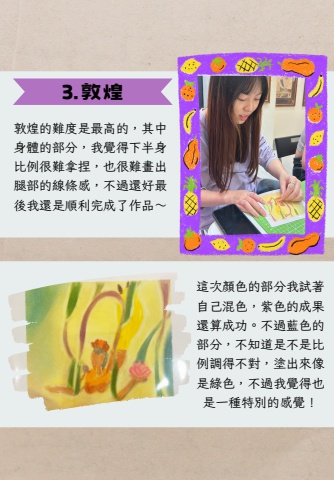 3.敦煌
敦煌的難度是最高的，其中
身體的部分，我覺得下半身
比例很難拿捏，也很難畫出
腿部的線條感，不過還好最
後我還是順利完成了作品～
這次顏色的部分我試著
自己混色，紫色的成果
還算成功。不過藍色的
部分，不知道是不是比
例調得不對，塗出來像
是綠色，不過我覺得也
是一種特別的感覺！